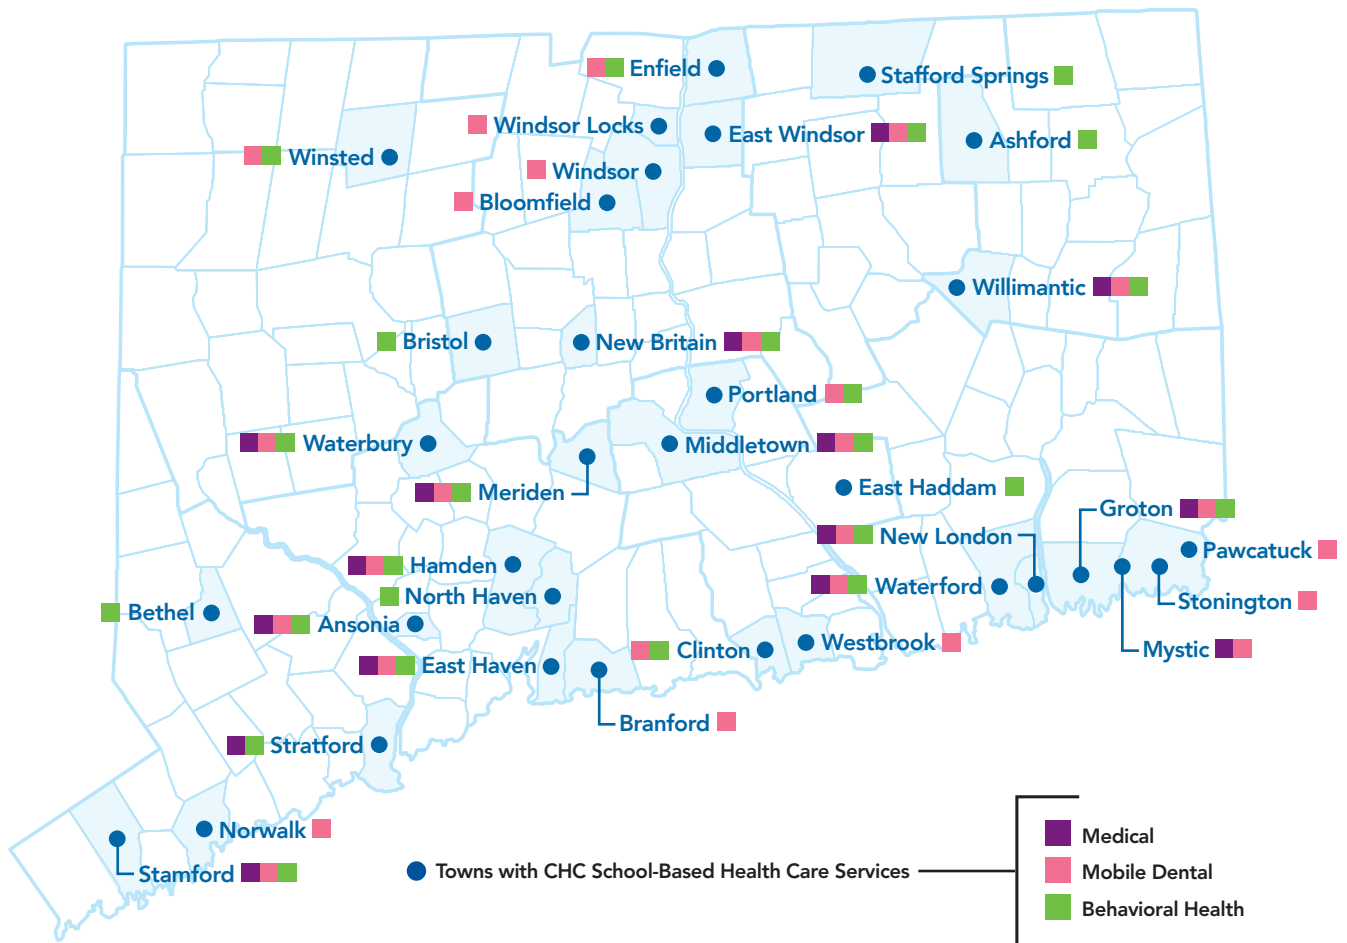 Enfield
Stafford Springs
Windsor Locks
East Windsor
Ashford
Winsted
Windsor
Bloomfield
Willimantic
Bristol
New Britain
Portland
Waterbury
Middletown
Meriden
East Haddam
Groton
New London
Pawcatuck
Hamden
Waterford
North Haven
Stonington
Bethel
Ansonia
Westbrook
Clinton
Mystic
East Haven
Branford
Stratford
Norwalk
Stamford
Towns with CHC School-Based Health Care Services
Medical
Mobile Dental
Behavioral Health